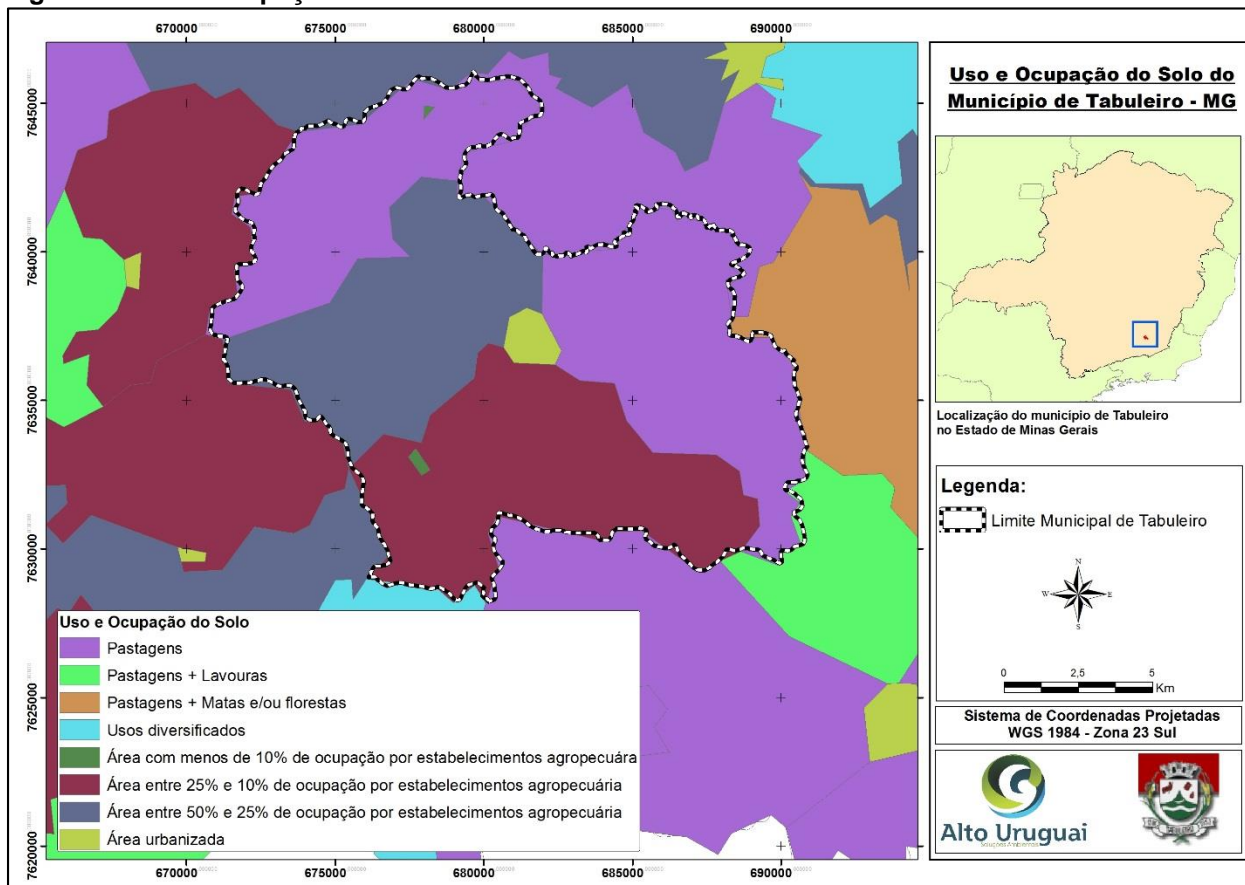 670000 675000 680000 685000 690000
Uso e Ocupação do Solo do
Município de Tabuleiro - MG
7645000
7640000
7635000
7630000
7625000
7620000
Localização do município de Tabuleiro
no Estado de Minas Gerais
Legenda:
Limite Municipal de Tabuleiro
N
W E
S
0 2,5 5
Km
Sistema de Coordenadas Projetadas
WGS 1984 - Zona 23 Sul
Alto Uruguai
Soluções Ambientais
Uso e Ocupação do Solo
Pastagens
Pastagens + Lavouras
Pastagens + Matas e/ou florestas
Usos diversificados
Área com menos de 10% de ocupação por estabelecimentos agropecuára
Área entre 25% e 10% de ocupação por estabelecimentos agropecuária
Área entre 50% e 25% de ocupação por estabelecimentos agropecuária
Área urbanizada
670000 675000 680000 685000 690000